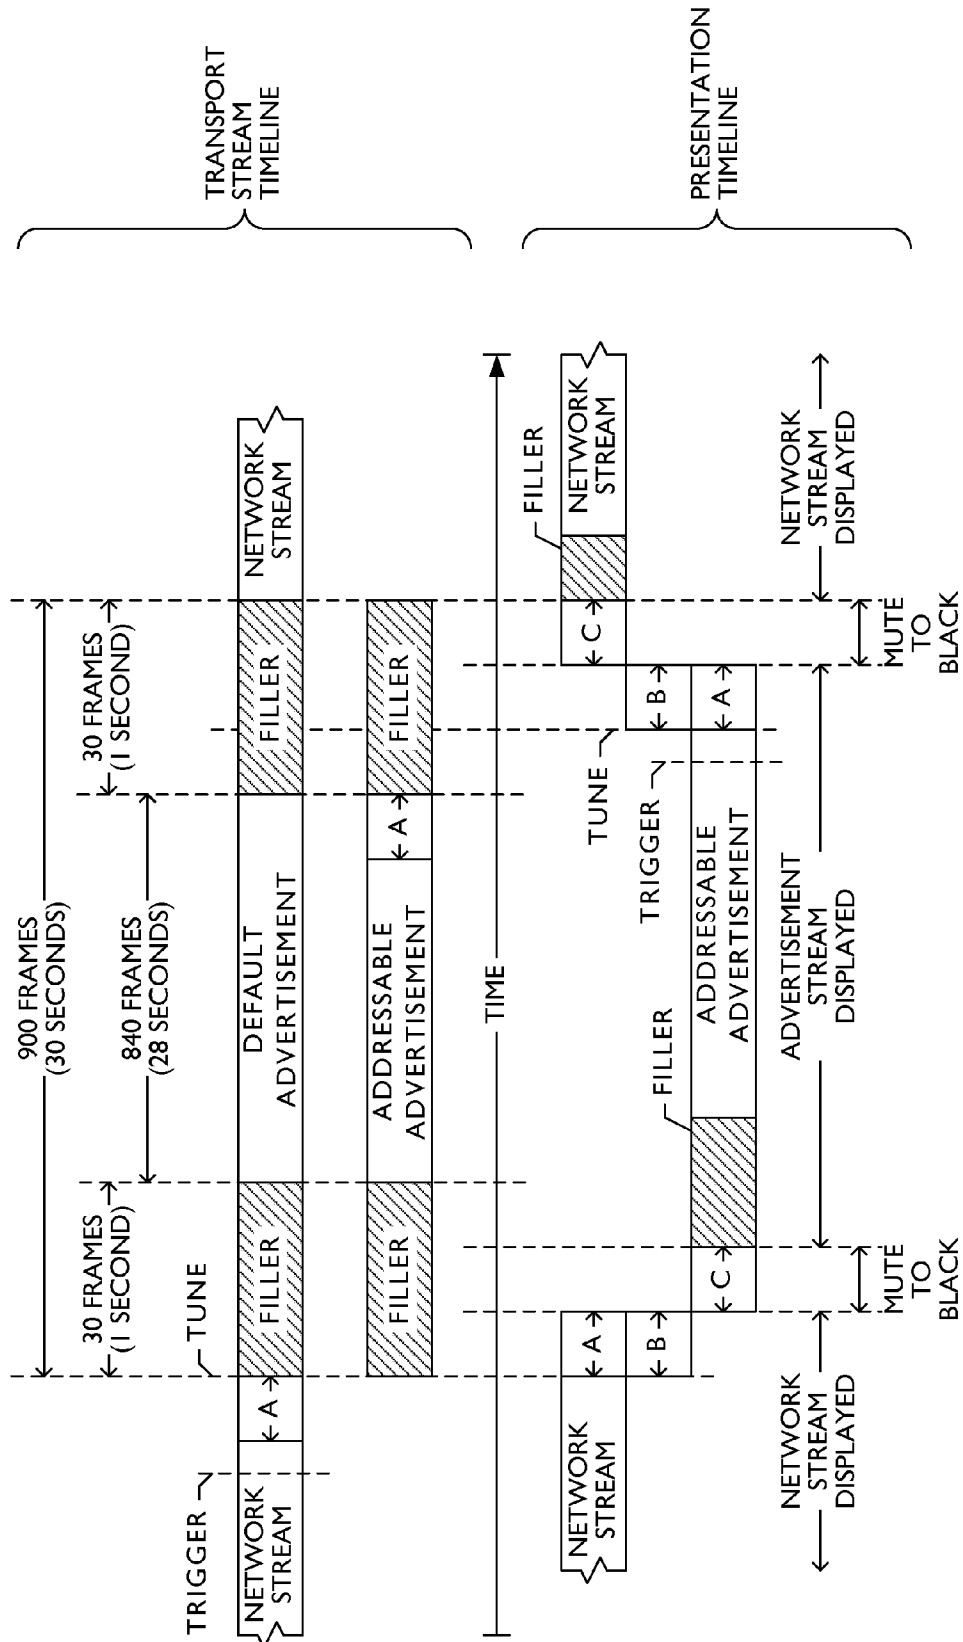 900 FRAMES
(30 SECONDS)
30 FRAMES
(1 SECOND)
840 FRAMES
(28 SECONDS)
30 FRAMES
(1 SECOND)
TRANSPORT
STREAM
TIMELINE
TRIGGER
TUNE
NETWORK
STREAM
A
FILLER
DEFAULT
ADVERTISEMENT
FILLER
NETWORK
STREAM
FILLER
ADDRESSABLE
ADVERTISEMENT
A
FILLER
TIME
PRESENTATION
TIMELINE
NETWORK
STREAM
A
B
C
FILLER
ADDRESSABLE
ADVERTISEMENT
TRIGGER
TUNE
A
B
C
FILLER
NETWORK
STREAM
NETWORK
STREAM
DISPLAYED
MUTE
TO
BLACK
ADVERTISEMENT
STREAM
DISPLAYED
MUTE
TO
BLACK
NETWORK
STREAM
DISPLAYED